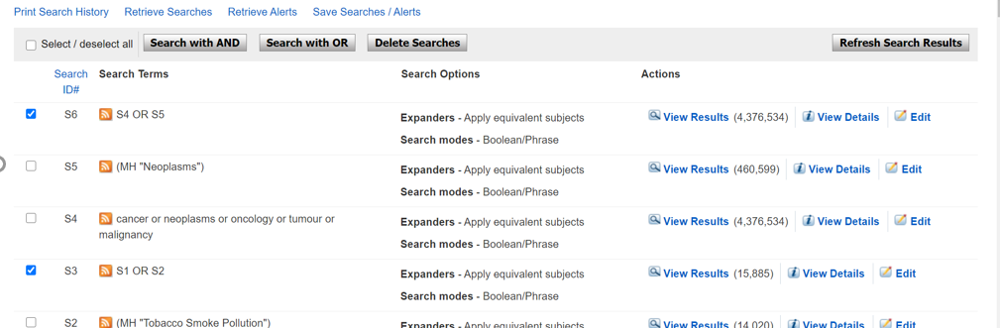 Print Search History Retrieve Searches Retrieve Alerts Save Searches / Alerts
Select / deselect all Search with AND Search with OR Delete Searches Refresh Search Results
Search ID# Search Terms Search Options Actions
S6 S4 OR S5 Expanders - Apply equivalent subjects View Results (4,376,534) View Details Edit
Search modes - Boolean/Phrase
S5 (MH "Neoplasms") Expanders - Apply equivalent subjects View Results (460,599) View Details Edit
Search modes - Boolean/Phrase
S4 cancer or neoplasms or oncology or tumour or Expanders - Apply equivalent subjects View Results (4,376,534) View Details Edit
malignancy Search modes - Boolean/Phrase
S3 S1 OR S2 Expanders - Apply equivalent subjects View Results (15,885) View Details Edit
Search modes - Boolean/Phrase
S2 (MH "Tobacco Smoke Pollution") Expanders - Apply equivalent subjects View Results (14,020) View Details Edit